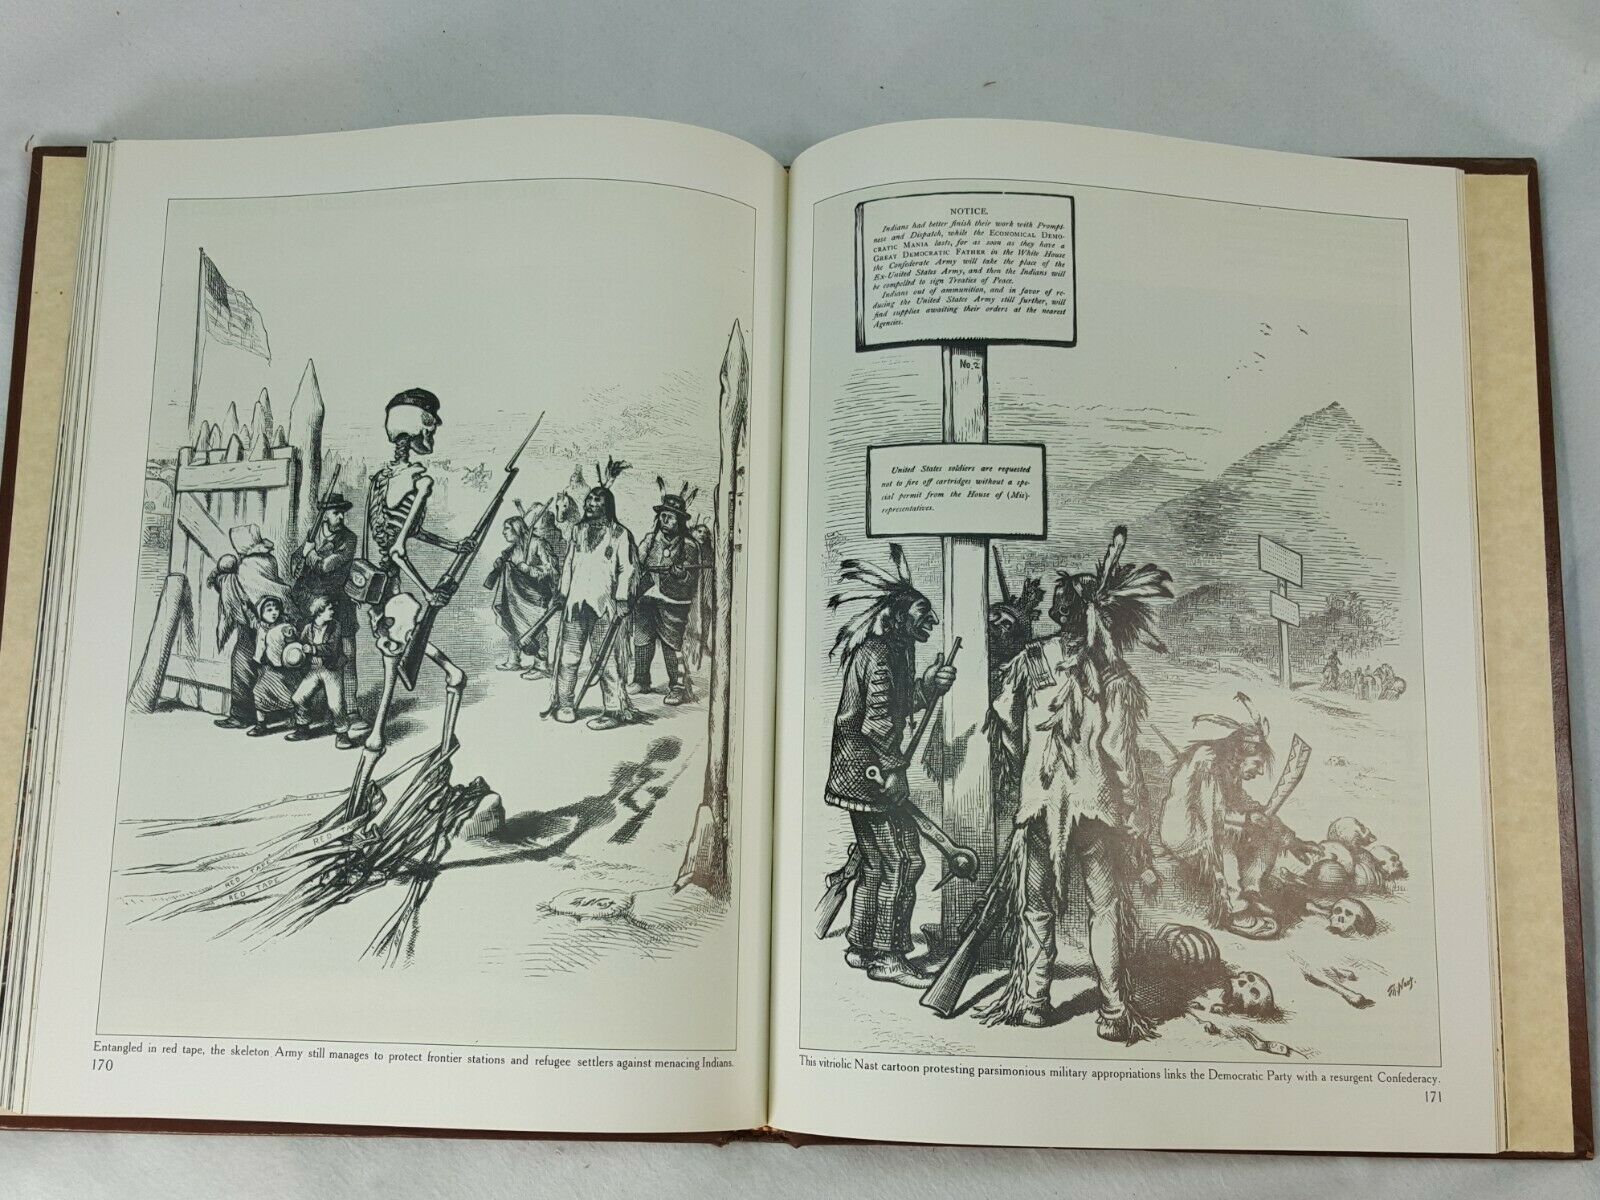 RED TAPE
RED TAPE
RED TAPE
Th: Nast
Entangled in red tape, the skeleton Army still manages to protect frontier stations and refugee settlers against menacing Indians.
170
NOTICE.
Indians had better finish their work with Prompt-
ness and Dispatch, while the ECONOMICAL DEMO-
CRATIC MANIA lasts, for as soon as they have a
GREAT DEMOCRATIC FATHER in the White House
the Confederate Army will take the place of the
Ex-United States Army, and then the Indians will
be compelled to sign Treaties of Peace.
Indians out of ammunition, and in favor of re-
ducing the United States Army still further, will
find supplies awaiting their orders at the nearest
Agencies.
No. 2
United States soldiers are requested
not to fire off cartridges without a spe-
cial permit from the House of (Mis)-
representatives.
Th: Nast.
This vitriolic Nast cartoon protesting parsimonious military appropriations links the Democratic Party with a resurgent Confederacy.
171